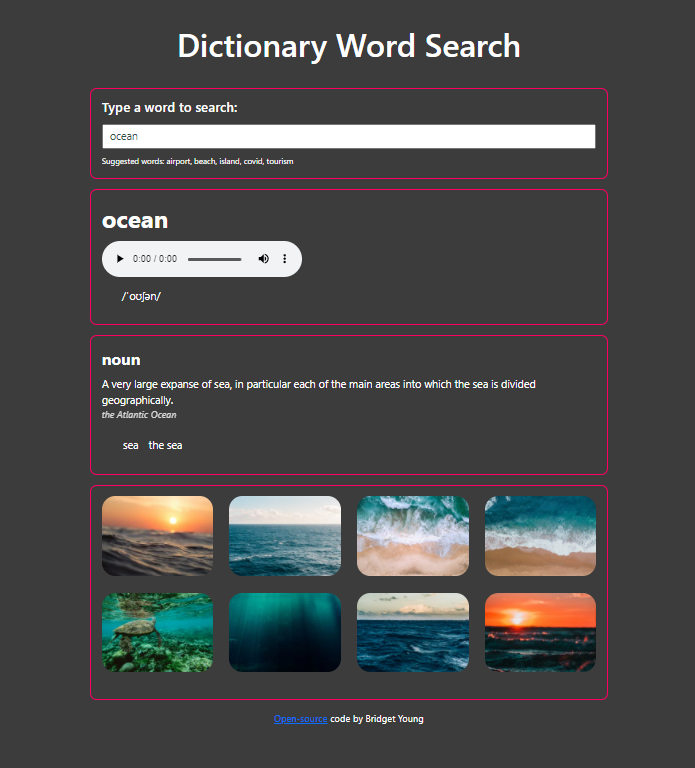 Dictionary Word Search
Type a word to search:
ocean
Suggested words: airport, beach, island, covid, tourism
ocean
0:00 / 0:00
/ˈoʊʃən/
noun
A very large expanse of sea, in particular each of the main areas into which the sea is divided
geographically.
the Atlantic Ocean
sea the sea
Open-source code by Bridget Young